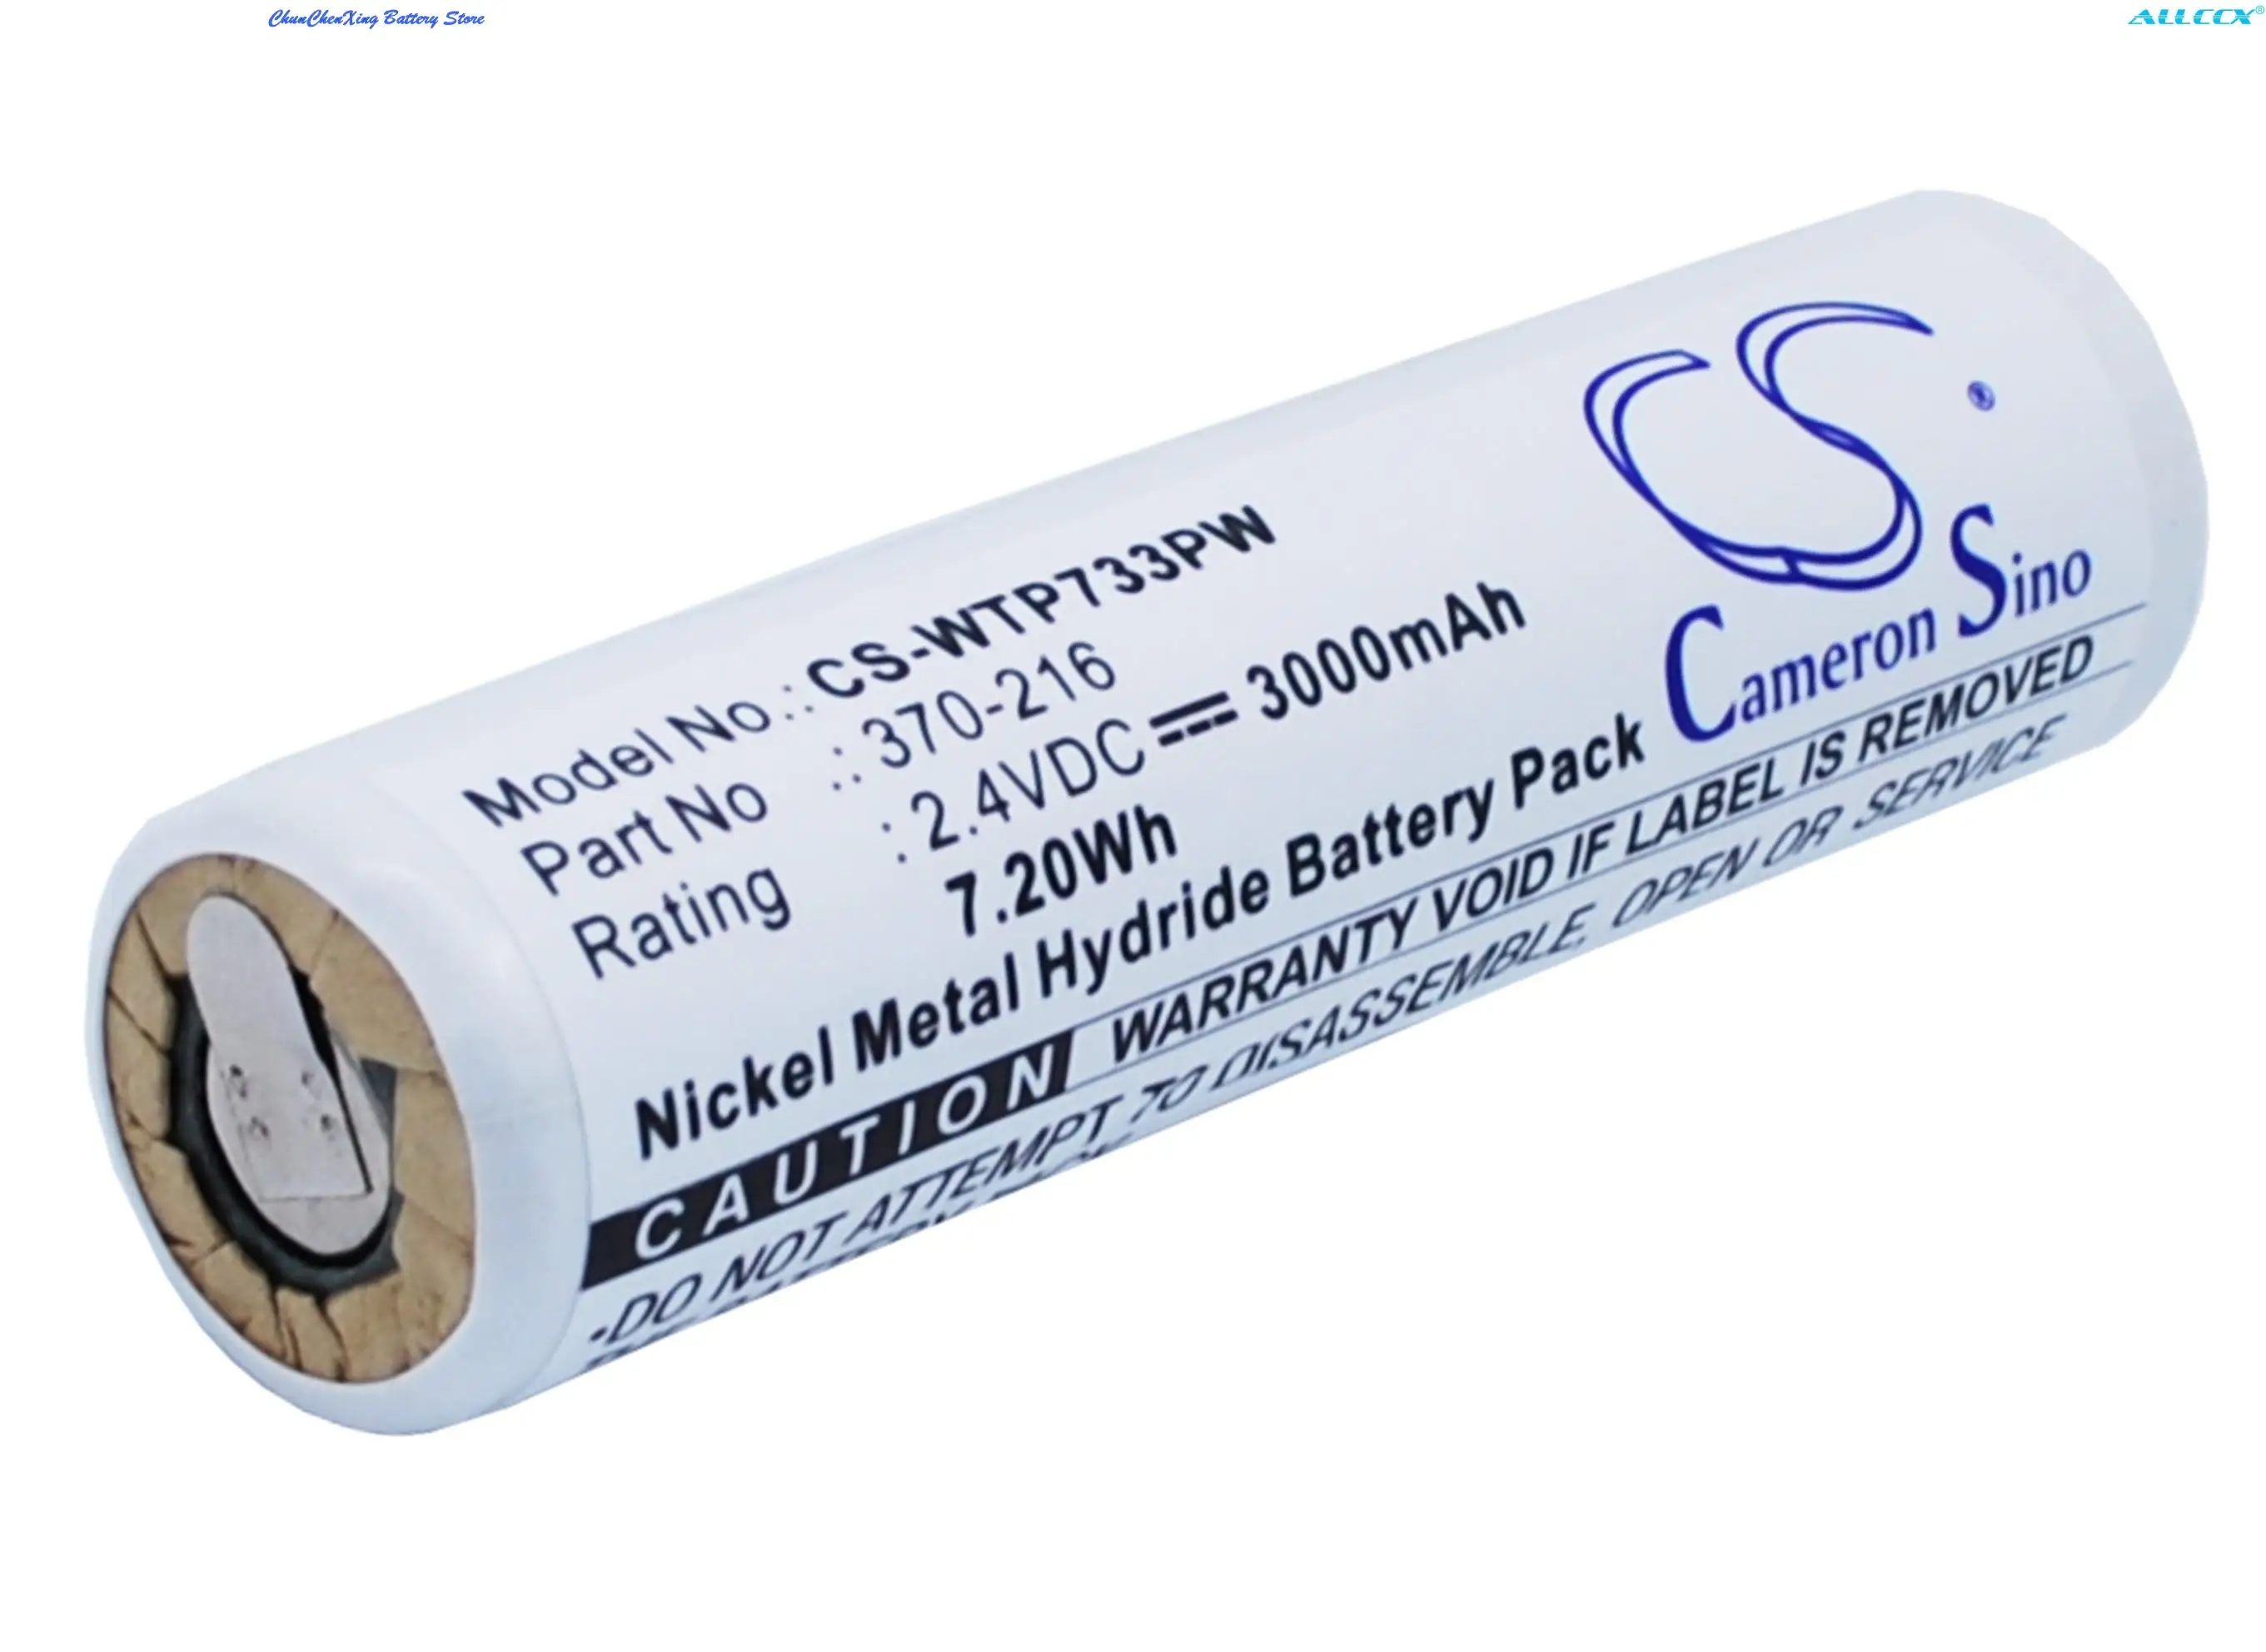 ChunChenXing Battery Store
ALLCCX®
CS®
Cameron Sino
Model No.: CS-WTP733PW
Part No .: 370-216
Rating : 2.4VDC 3000mAh
7.20Wh
Nickel Metal Hydride Battery Pack
CAUTION WARRANTY VOID IF LABEL IS REMOVED
•DO NOT ATTEMPT TO DISASSEMBLE, OPEN OR SERVICE